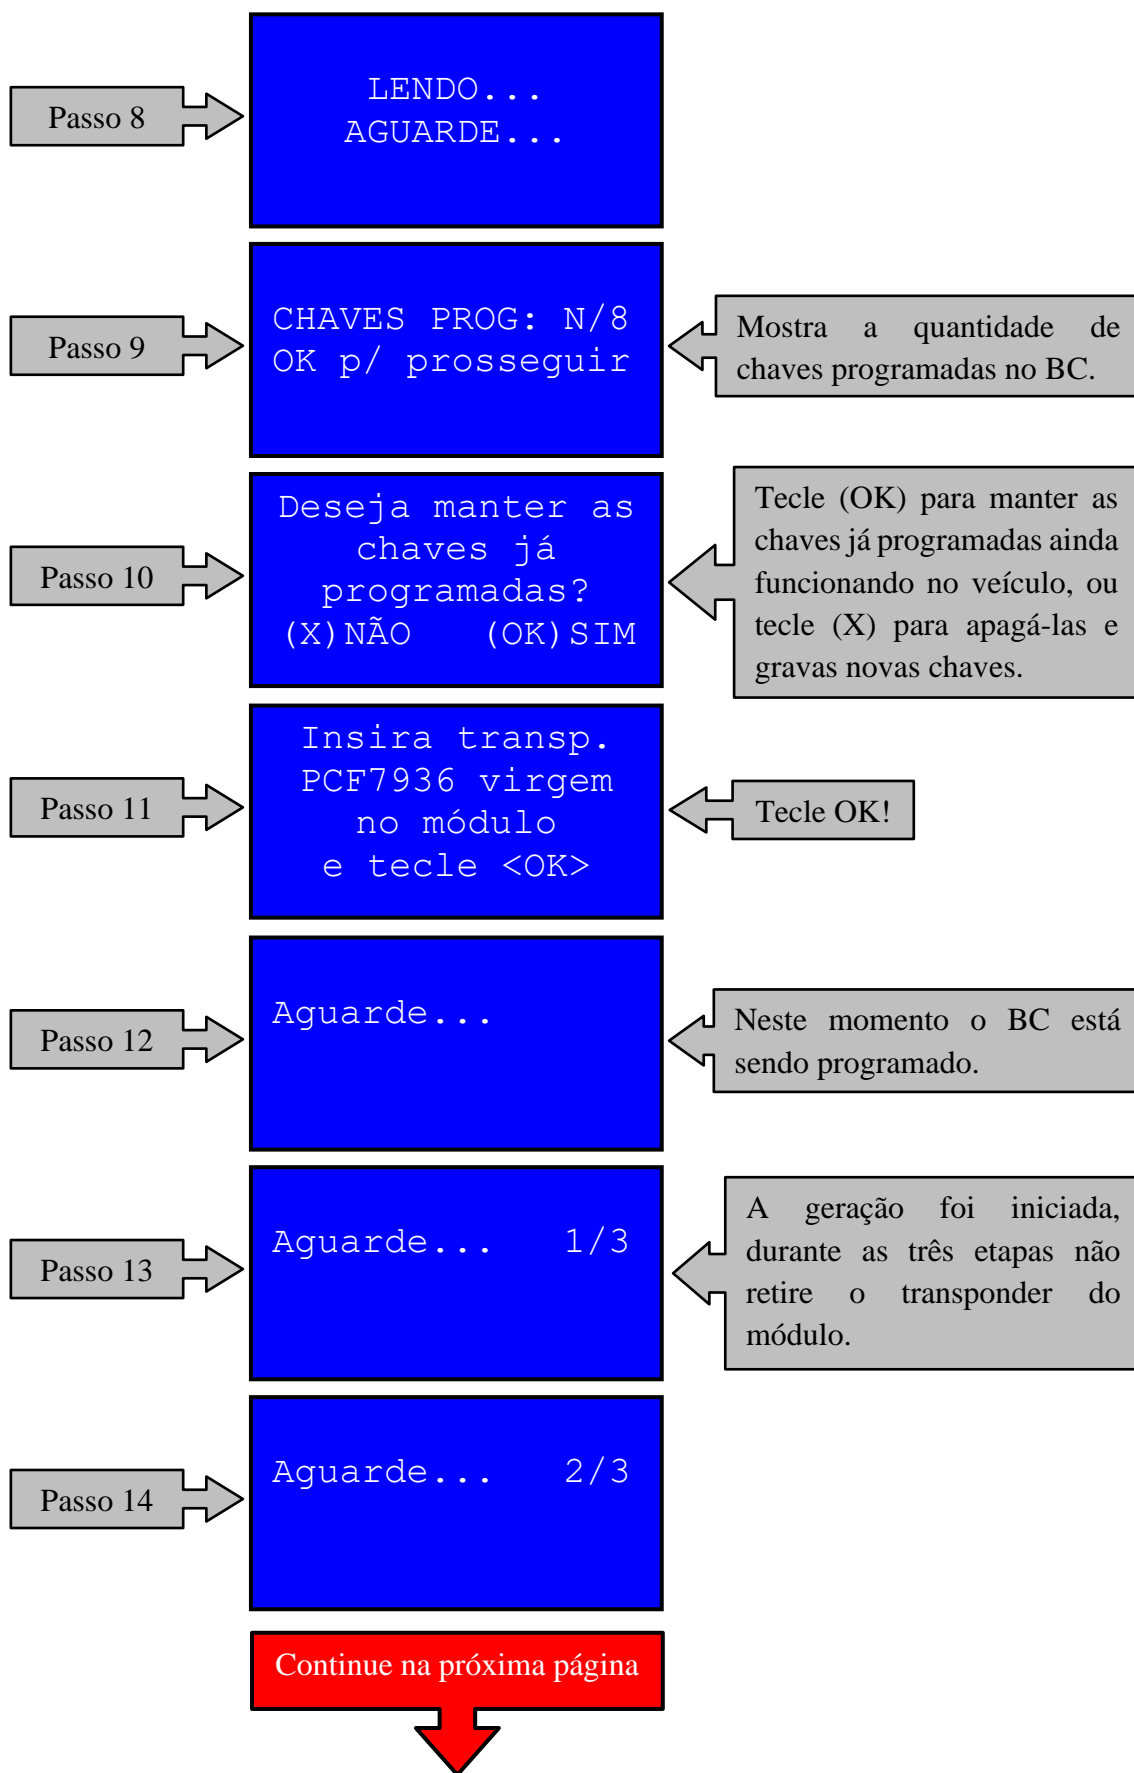 Passo 8
LENDO...
AGUARDE...
Passo 9
CHAVES PROG: N/8
OK p/ prosseguir
Mostra a quantidade de
chaves programadas no BC.
Passo 10
Deseja manter as
chaves já
programadas?
(X)NÃO (OK)SIM
Tecle (OK) para manter as
chaves já programadas ainda
funcionando no veículo, ou
tecle (X) para apagá-las e
gravas novas chaves.
Passo 11
Insira transp.
PCF7936 virgem
no módulo
e tecle <OK>
Tecle OK!
Passo 12
Aguarde...
Neste momento o BC está
sendo programado.
Passo 13
Aguarde... 1/3
A geração foi iniciada,
durante as três etapas não
retire o transponder do
módulo.
Passo 14
Aguarde... 2/3
Continue na próxima página